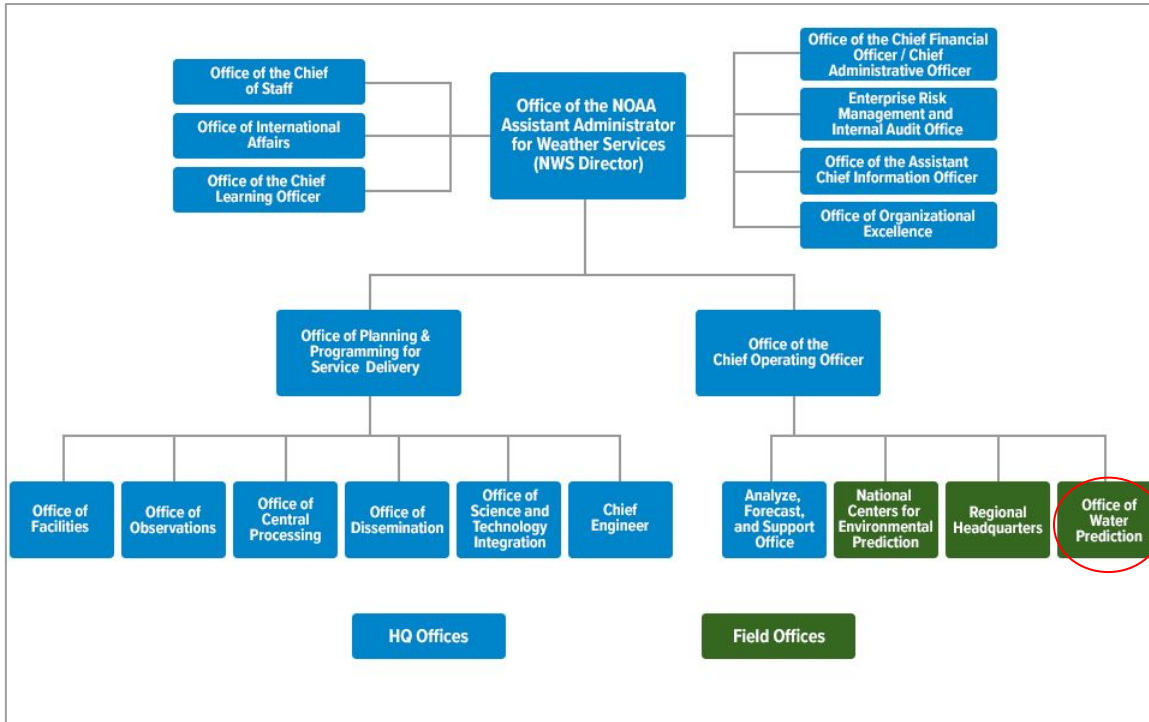 Office of the Chief
of Staff
Office of International
Affairs
Office of the Chief
Learning Officer
Office of the NOAA
Assistant Administrator
for Weather Services
(NWS Director)
Office of the Chief Financial
Officer / Chief
Administrative Officer
Enterprise Risk
Management and
Internal Audit Office
Office of the Assistant
Chief Information Officer
Office of Organizational
Excellence
Office of Planning &
Programming for
Service Delivery
Office of the
Chief Operating Officer
Office of
Facilities
Office of
Observations
Office of
Central
Processing
Office of
Dissemination
Office of
Science and
Technology
Integration
Chief
Engineer
Analyze,
Forecast,
and Support
Office
National
Centers for
Environmental
Prediction
Regional
Headquarters
Office of
Water
Prediction
HQ Offices
Field Offices